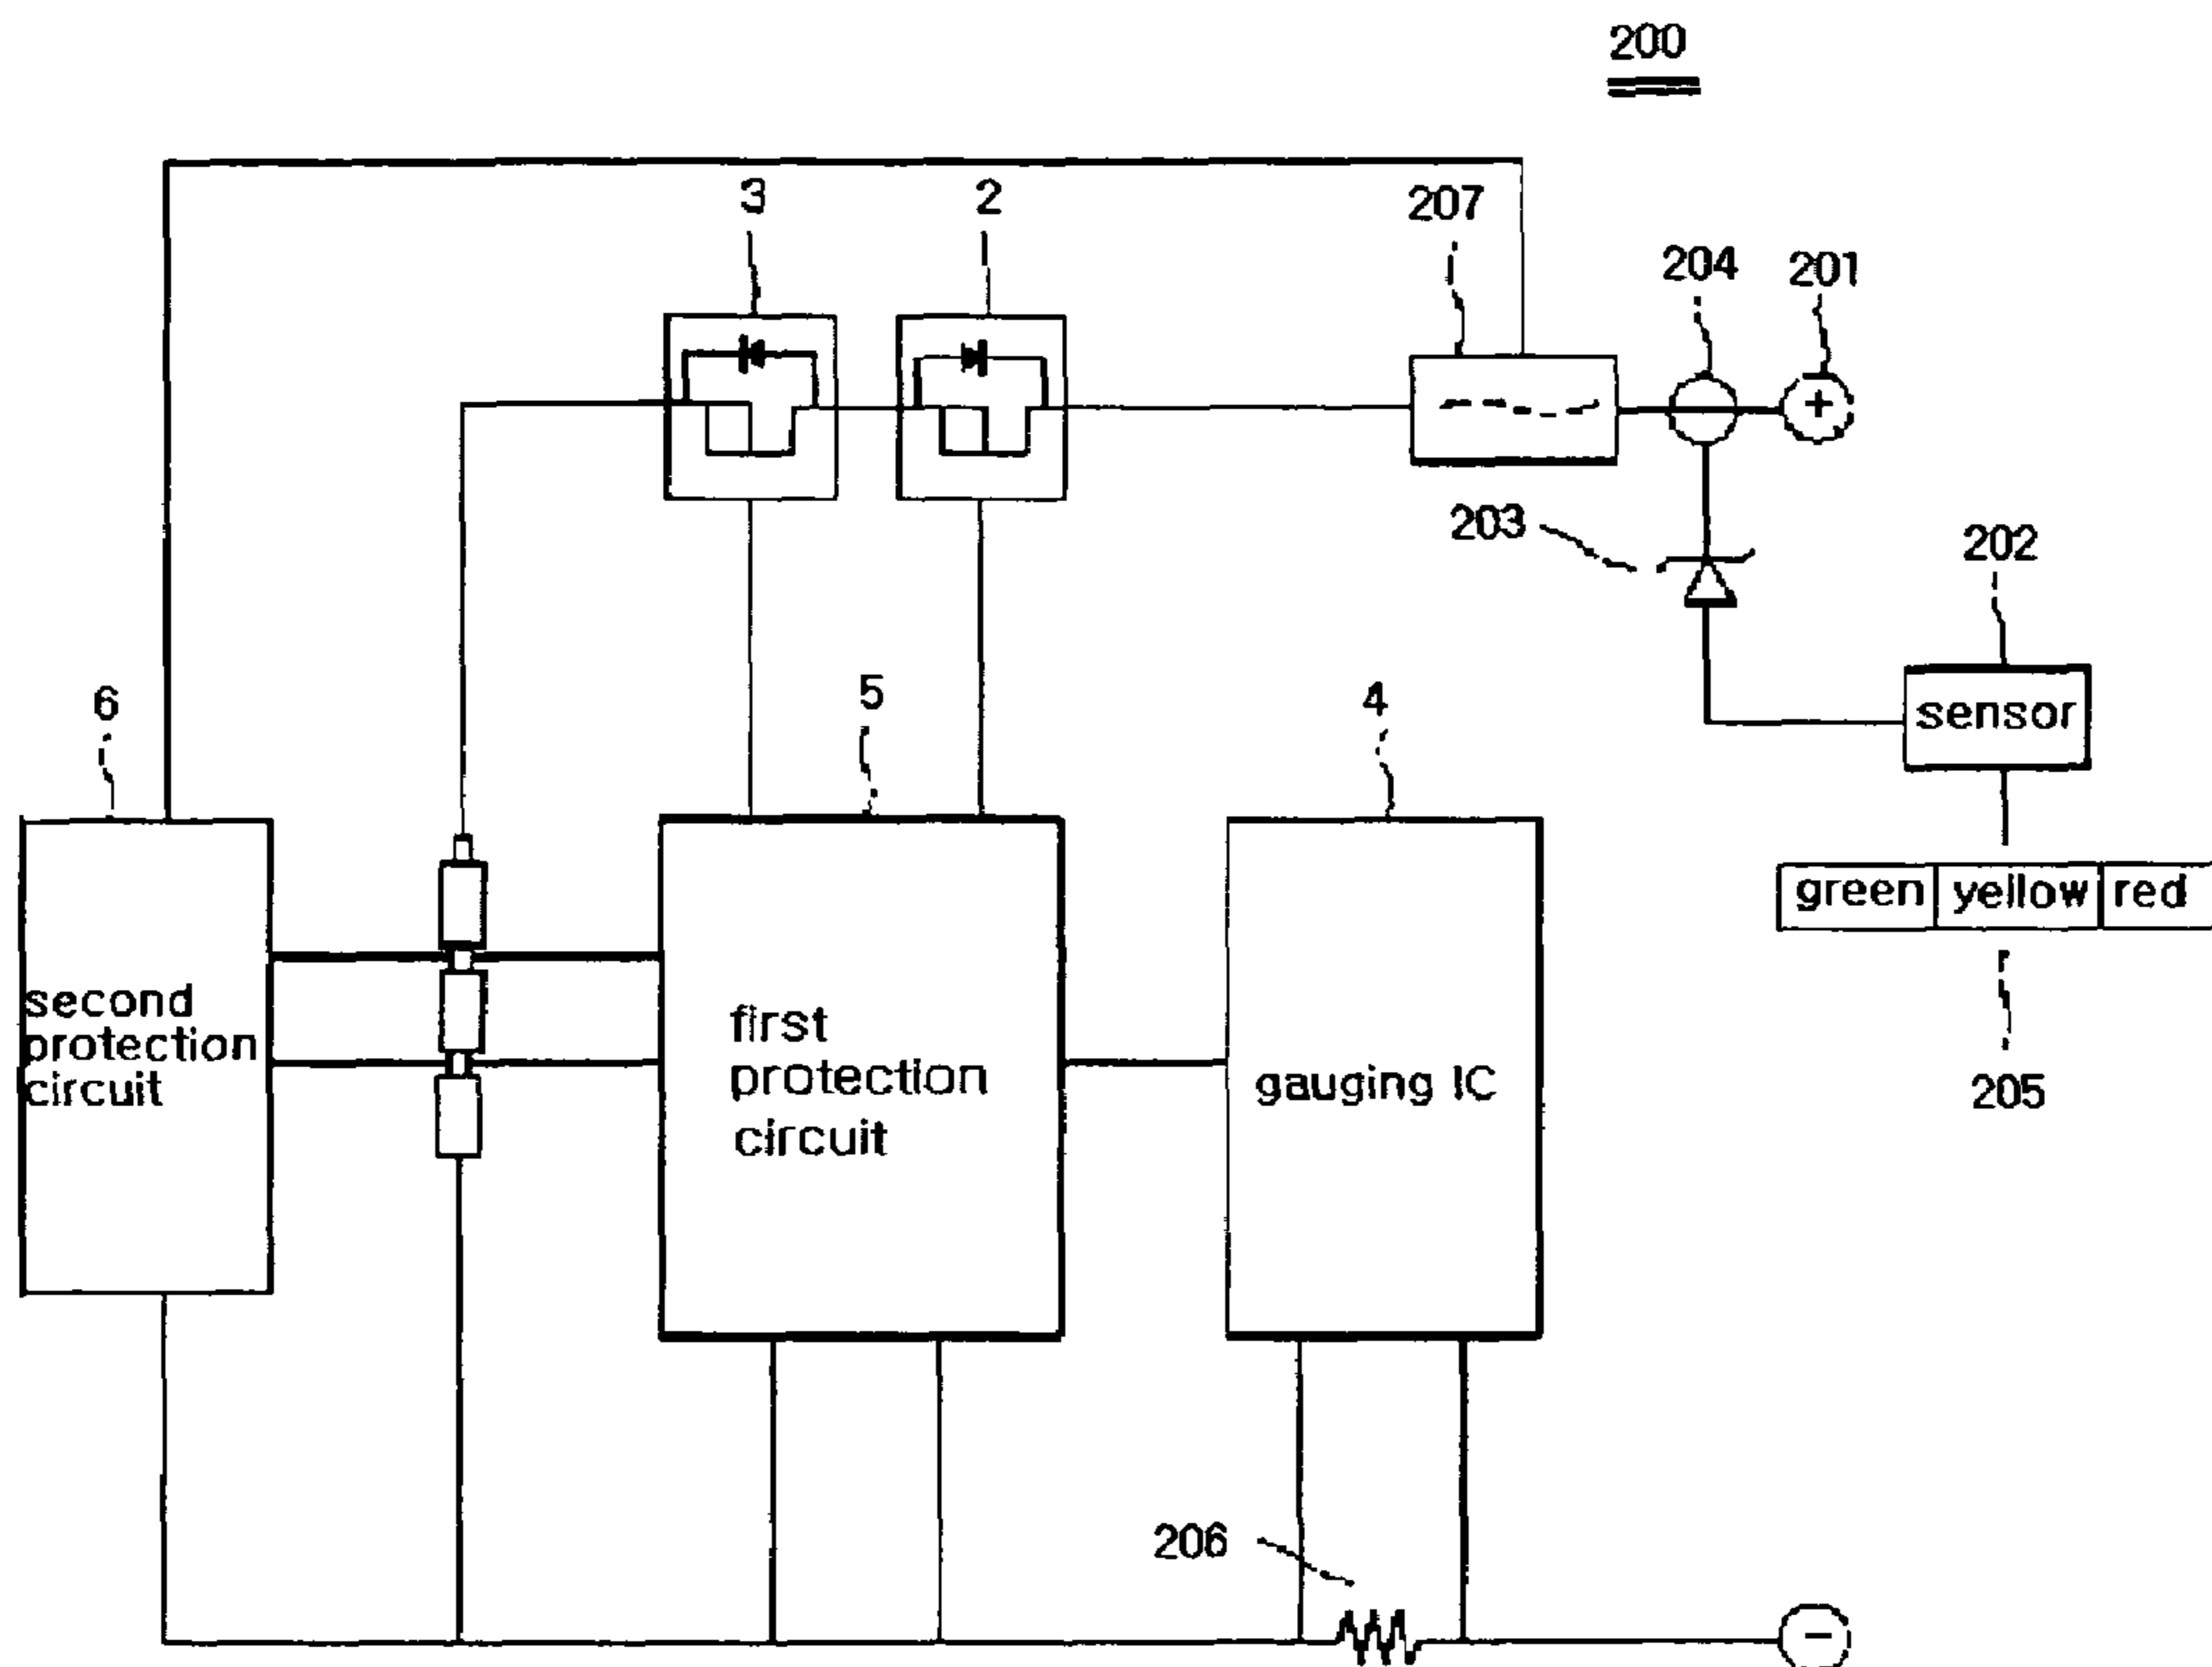 200
3
2
207
204
201
+
203
202
sensor
6
5
4
green yellow red
second
protection
circuit
first
protection
circuit
gauging IC
205
206
-